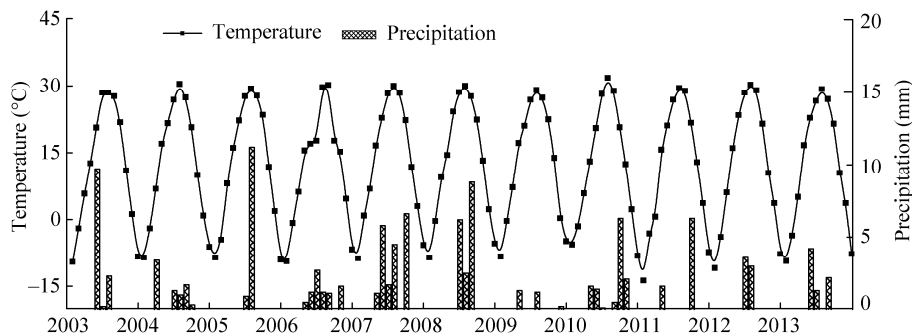 45
30
15
0
−15
Temperature (°C)
Temperature
Precipitation
20
15
10
5
0
Precipitation (mm)
2003 2004 2005 2006 2007 2008 2009 2010 2011 2012 2013